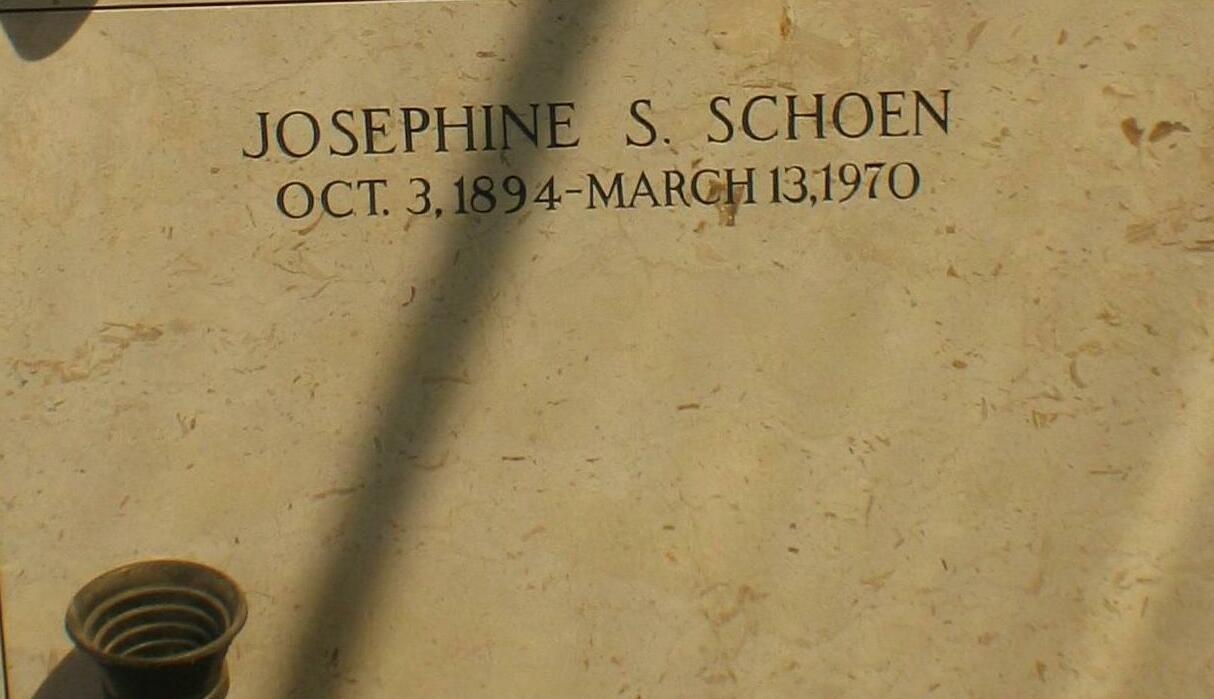 JOSEPHINE S. SCHOEN
OCT. 3, 1894-MARCH 13, 1970